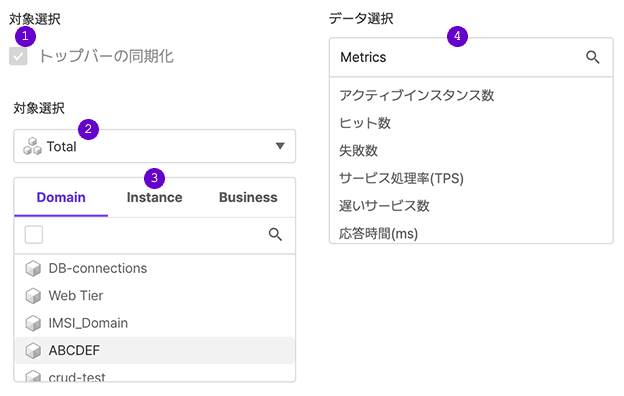 対象選択
1
トップバーの同期化
対象選択
2
Total
3
Domain Instance Business
DB-connections
Web Tier
IMSI_Domain
ABCDEF
crud-test
データ選択
4
Metrics
アクティブインスタンス数
ヒット数
失敗数
サービス処理率(TPS)
遅いサービス数
応答時間(ms)